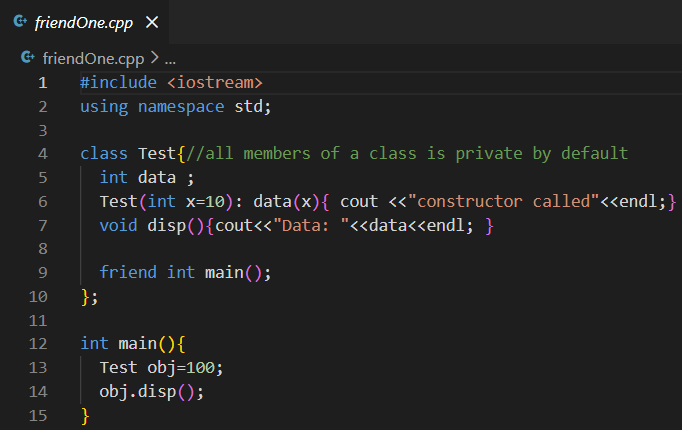 friendOne.cpp ×
friendOne.cpp > ...
1 #include <iostream>
2 using namespace std;
3
4 class Test{//all members of a class is private by default
5 int data ;
6 Test(int x=10): data(x){ cout <<"constructor called"<<endl;}
7 void disp(){cout<<"Data: "<<data<<endl; }
8
9 friend int main();
10 };
11
12 int main(){
13 Test obj=100;
14 obj.disp();
15 }